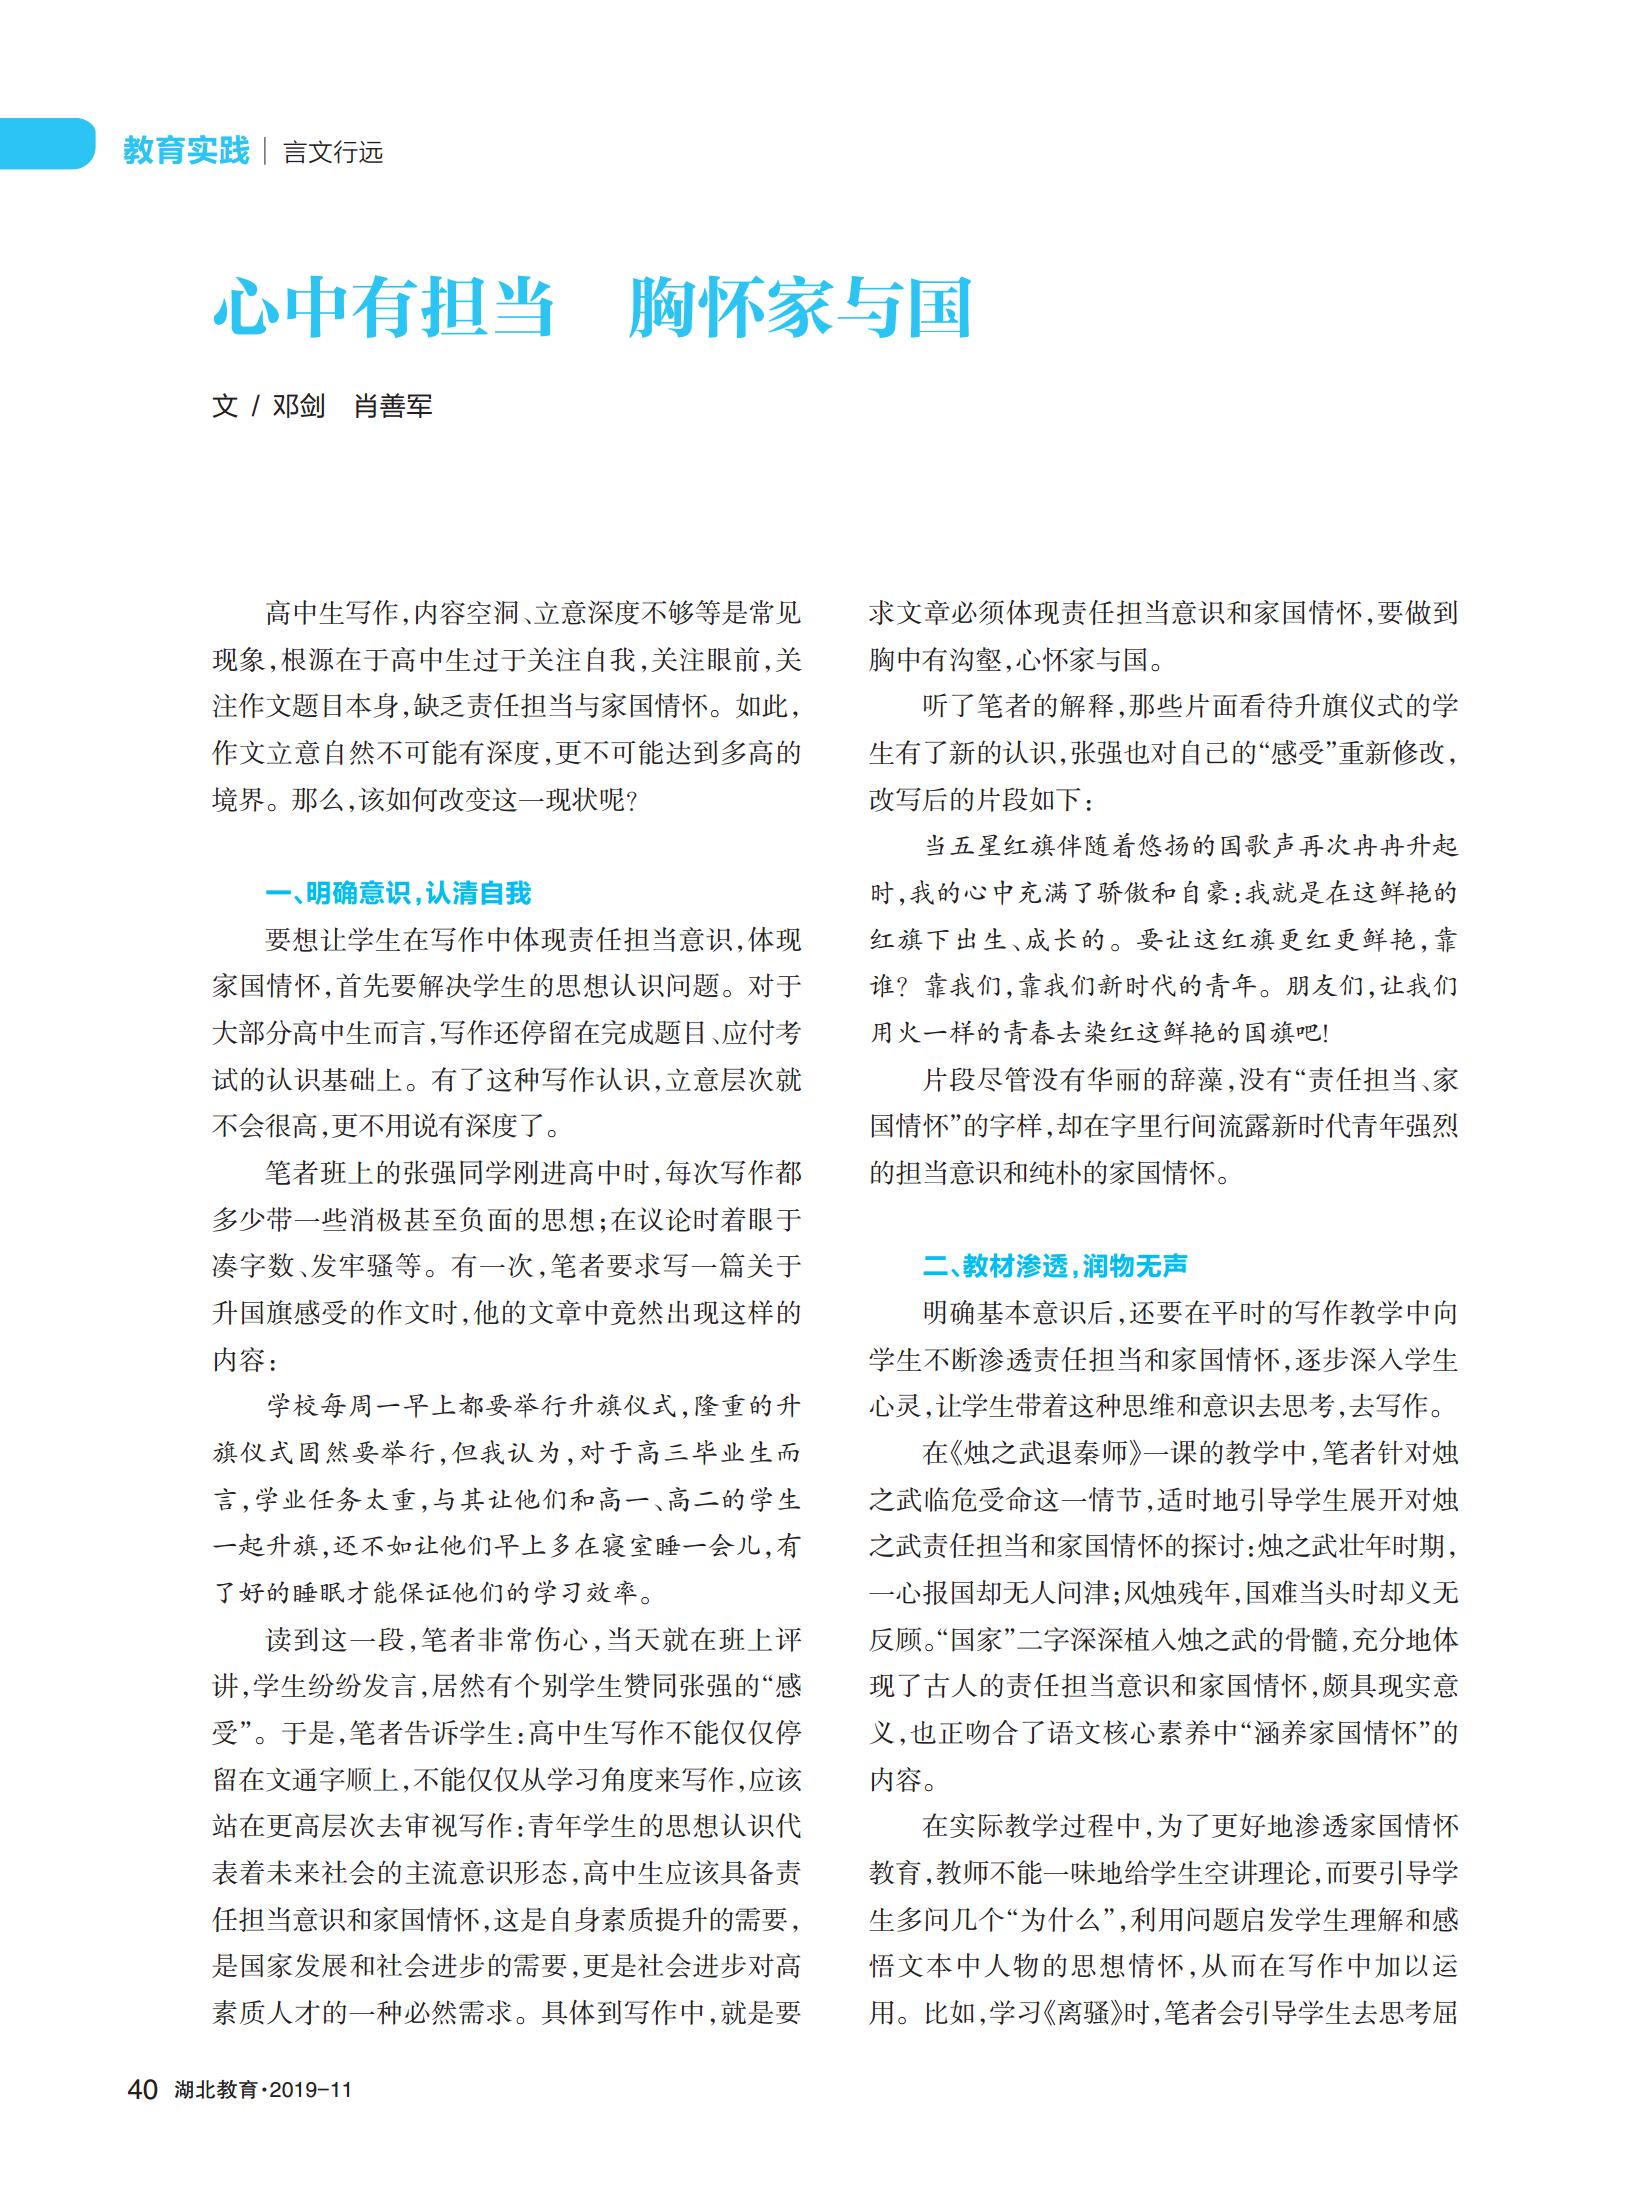 教育实践｜言文行远
心中有担当　胸怀家与国
文 / 邓剑　肖善军
高中生写作,内容空洞、立意深度不够等是常见
现象,根源在于高中生过于关注自我,关注眼前,关
注作文题目本身,缺乏责任担当与家国情怀。如此,
作文立意自然不可能有深度,更不可能达到多高的
境界。那么,该如何改变这一现状呢?
一、明确意识,认清自我
要想让学生在写作中体现责任担当意识,体现
家国情怀,首先要解决学生的思想认识问题。对于
大部分高中生而言,写作还停留在完成题目、应付考
试的认识基础上。有了这种写作认识,立意层次就
不会很高,更不用说有深度了。
笔者班上的张强同学刚进高中时,每次写作都
多少带一些消极甚至负面的思想;在议论时着眼于
凑字数、发牢骚等。有一次,笔者要求写一篇关于
升国旗感受的作文时,他的文章中竟然出现这样的
内容:
学校每周一早上都要举行升旗仪式,隆重的升
旗仪式固然要举行,但我认为,对于高三毕业生而
言,学业任务太重,与其让他们和高一、高二的学生
一起升旗,还不如让他们早上多在寝室睡一会儿,有
了好的睡眠才能保证他们的学习效率。
读到这一段,笔者非常伤心,当天就在班上评
讲,学生纷纷发言,居然有个别学生赞同张强的“感
受”。于是,笔者告诉学生:高中生写作不能仅仅停
留在文通字顺上,不能仅仅从学习角度来写作,应该
站在更高层次去审视写作:青年学生的思想认识代
表着未来社会的主流意识形态,高中生应该具备责
任担当意识和家国情怀,这是自身素质提升的需要,
是国家发展和社会进步的需要,更是社会进步对高
素质人才的一种必然需求。具体到写作中,就是要
求文章必须体现责任担当意识和家国情怀,要做到
胸中有沟壑,心怀家与国。
听了笔者的解释,那些片面看待升旗仪式的学
生有了新的认识,张强也对自己的“感受”重新修改,
改写后的片段如下:
当五星红旗伴随着悠扬的国歌声再次冉冉升起
时,我的心中充满了骄傲和自豪:我就是在这鲜艳的
红旗下出生、成长的。要让这红旗更红更鲜艳,靠
谁?靠我们,靠我们新时代的青年。朋友们,让我们
用火一样的青春去染红这鲜艳的国旗吧!
片段尽管没有华丽的辞藻,没有“责任担当、家
国情怀”的字样,却在字里行间流露新时代青年强烈
的担当意识和纯朴的家国情怀。
二、教材渗透,润物无声
明确基本意识后,还要在平时的写作教学中向
学生不断渗透责任担当和家国情怀,逐步深入学生
心灵,让学生带着这种思维和意识去思考,去写作。
在《烛之武退秦师》一课的教学中,笔者针对烛
之武临危受命这一情节,适时地引导学生展开对烛
之武责任担当和家国情怀的探讨:烛之武壮年时期,
一心报国却无人问津;风烛残年,国难当头时却义无
反顾。“国家”二字深深植入烛之武的骨髓,充分地体
现了古人的责任担当意识和家国情怀,颇具现实意
义,也正吻合了语文核心素养中“涵养家国情怀”的
内容。
在实际教学过程中,为了更好地渗透家国情怀
教育,教师不能一味地给学生空讲理论,而要引导学
生多问几个“为什么”,利用问题启发学生理解和感
悟文本中人物的思想情怀,从而在写作中加以运
用。比如,学习《离骚》时,笔者会引导学生去思考屈
40 湖北教育·2019-11